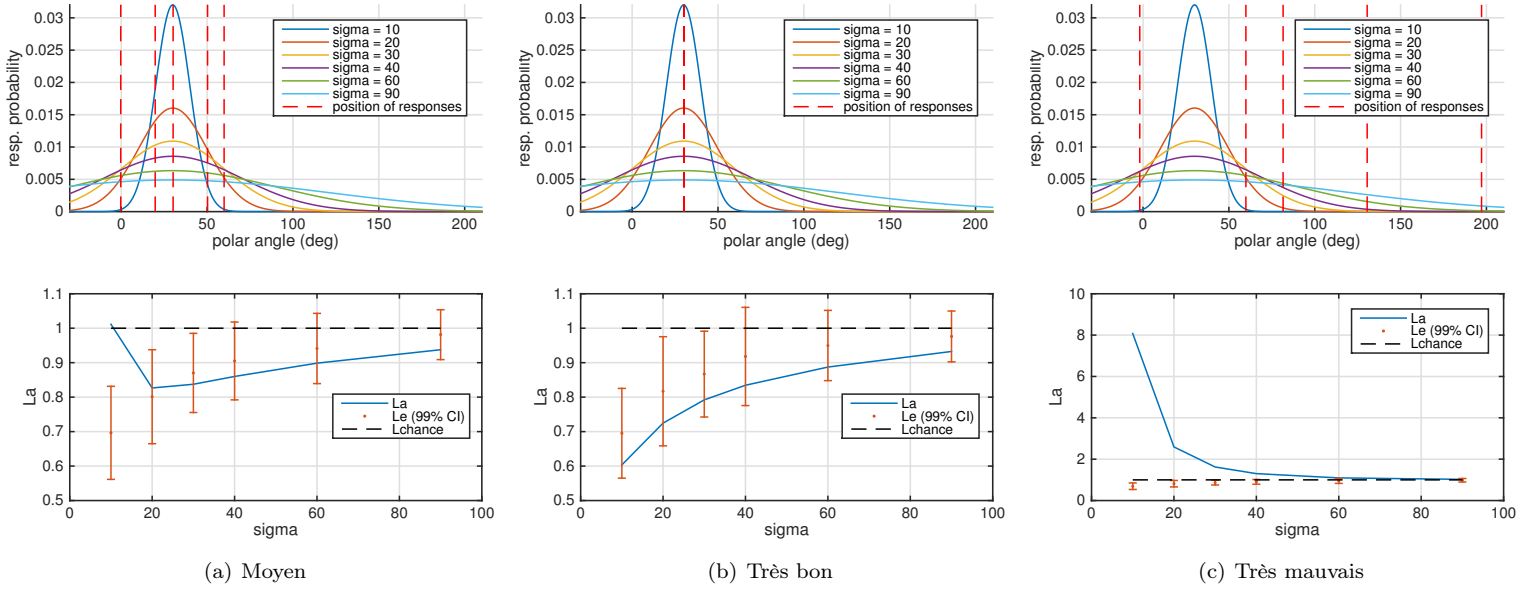 0.03
0.025
0.02
0.015
0.01
0.005
0
resp. probability
0 50 100 150 200
polar angle (deg)
sigma = 10
sigma = 20
sigma = 30
sigma = 40
sigma = 60
sigma = 90
position of responses
0.03
0.025
0.02
0.015
0.01
0.005
0
resp. probability
0 50 100 150 200
polar angle (deg)
sigma = 10
sigma = 20
sigma = 30
sigma = 40
sigma = 60
sigma = 90
position of responses
0.03
0.025
0.02
0.015
0.01
0.005
0
resp. probability
0 50 100 150 200
polar angle (deg)
sigma = 10
sigma = 20
sigma = 30
sigma = 40
sigma = 60
sigma = 90
position of responses
1.1
1
0.9
0.8
0.7
0.6
0.5
La
0 20 40 60 80 100
sigma
La
Le (99% CI)
Lchance
1.1
1
0.9
0.8
0.7
0.6
0.5
La
0 20 40 60 80 100
sigma
La
Le (99% CI)
Lchance
10
8
6
4
2
0
La
0 20 40 60 80 100
sigma
La
Le (99% CI)
Lchance
(a) Moyen
(b) Très bon
(c) Très mauvais